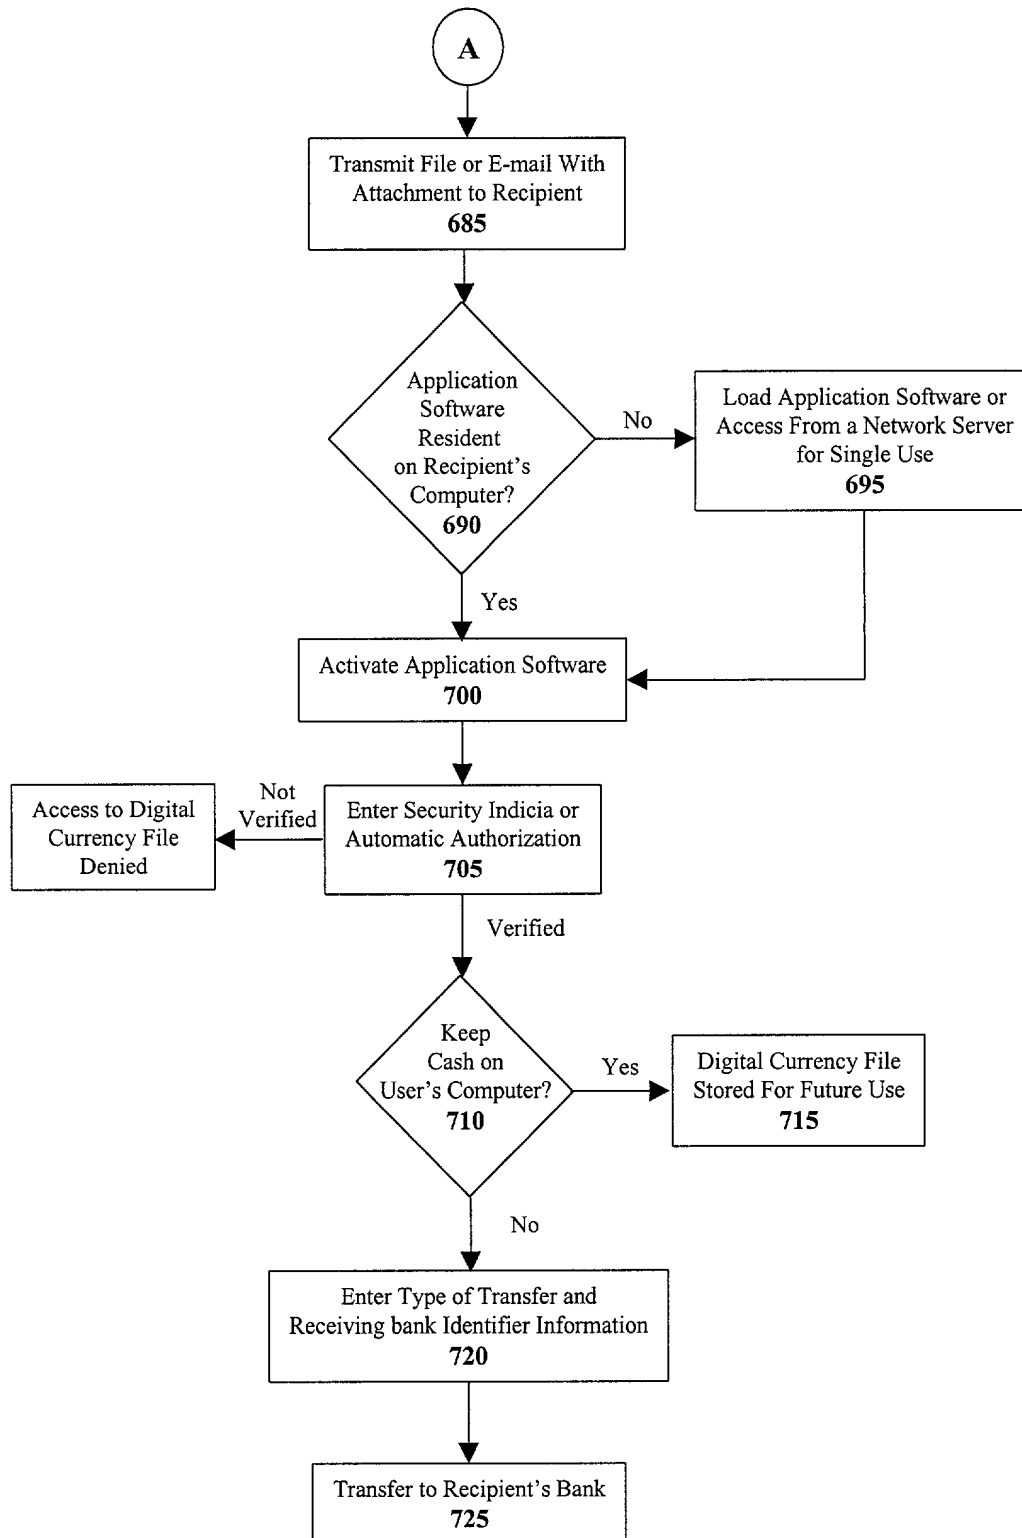 A
Transmit File or E-mail With
Attachment to Recipient
685
Application
Software
Resident
on Recipient's
Computer?
690
No
Load Application Software or
Access From a Network Server
for Single Use
695
Yes
Activate Application Software
700
Access to Digital
Currency File
Denied
Not
Verified
Enter Security Indicia or
Automatic Authorization
705
Verified
Keep
Cash on
User's Computer?
710
Yes
Digital Currency File
Stored For Future Use
715
No
Enter Type of Transfer and
Receiving bank Identifier Information
720
Transfer to Recipient's Bank
725